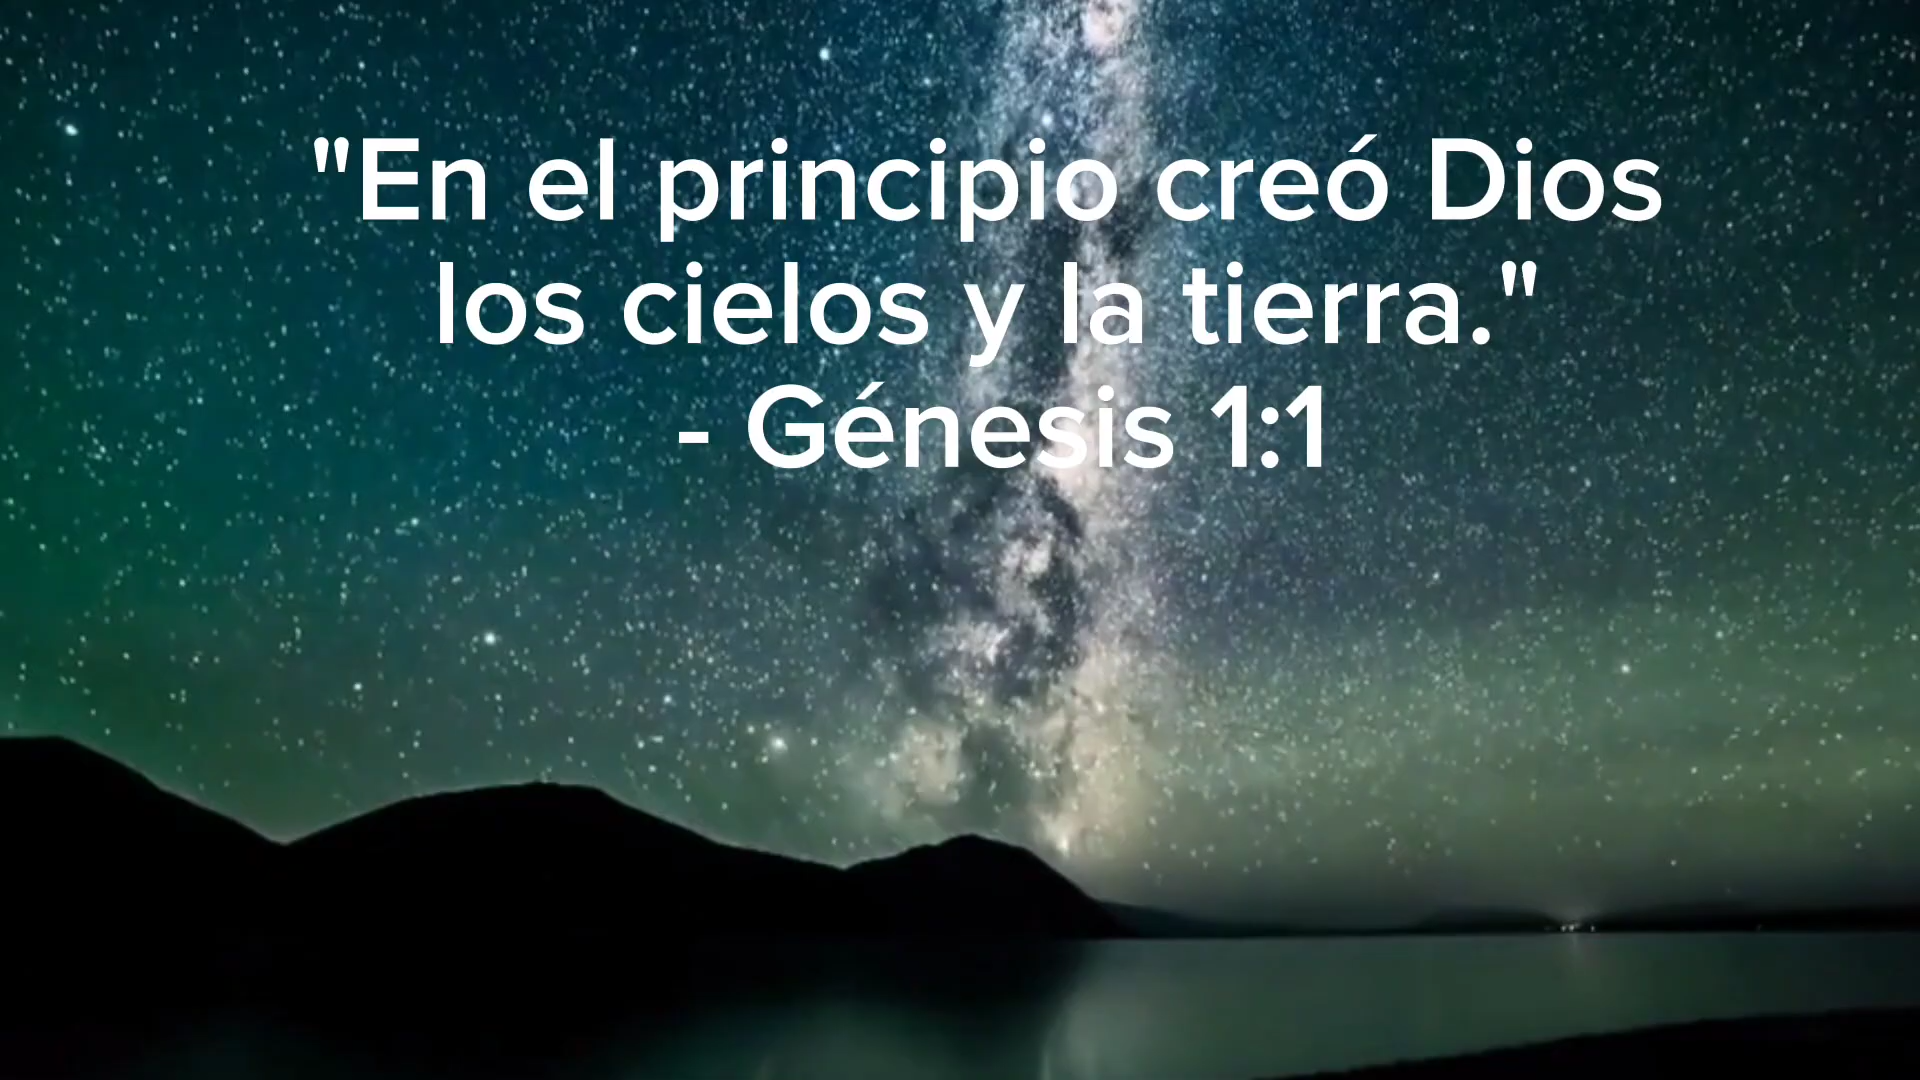 "En el principio creó Dios
los cielos y la tierra."
- Génesis 1:1